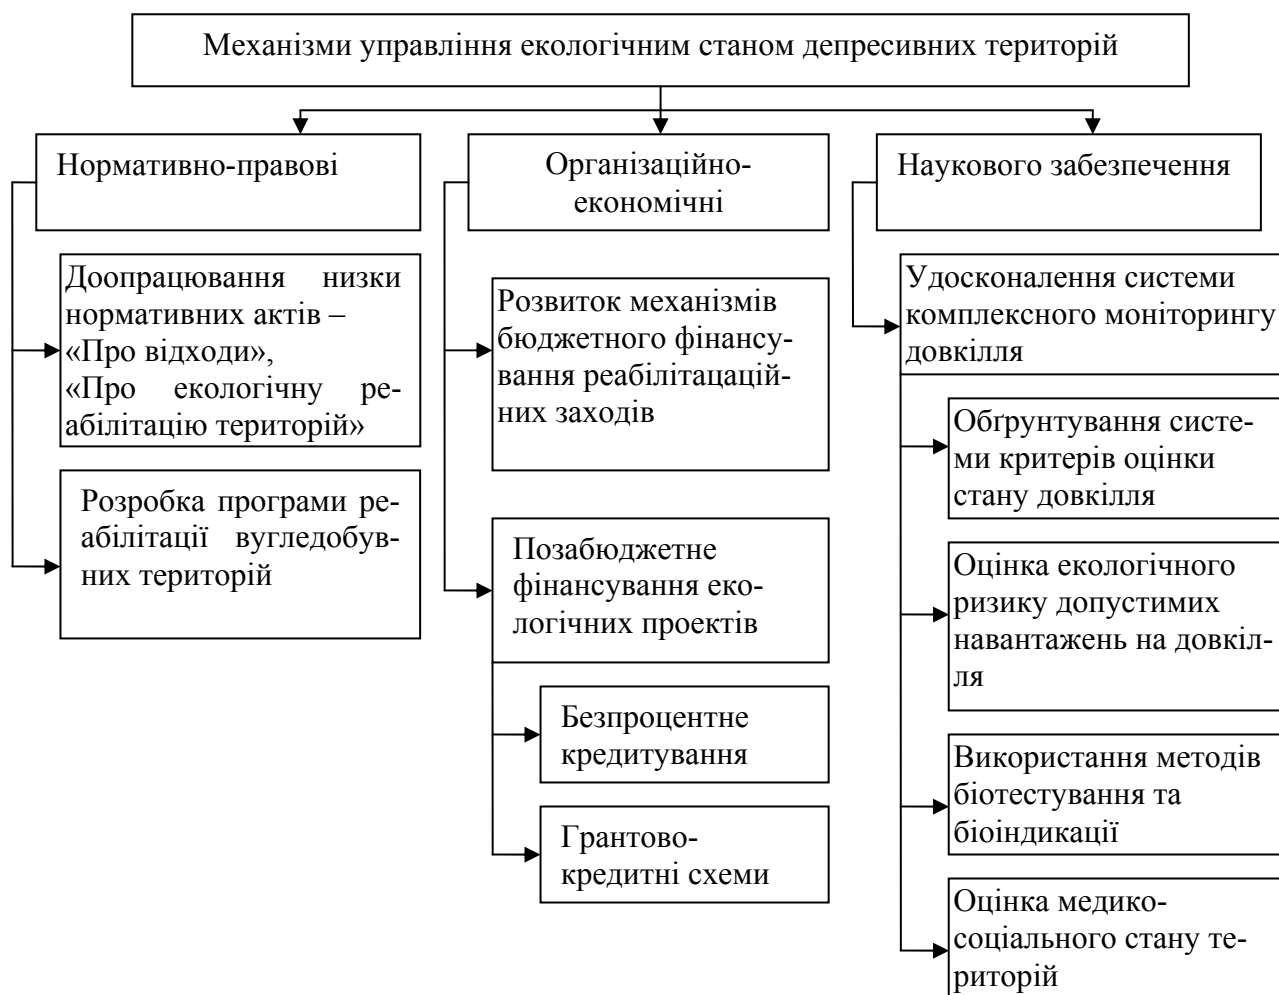 Механізми управління екологічним станом депресивних територій
Нормативно-правові
Доопрацювання низки
нормативних актів –
«Про відходи»,
«Про екологічну ре-
абілітацію територій»
Розробка програми ре-
абілітації вугледобув-
них територій
Організаційно-
економічні
Розвиток механізмів
бюджетного фінансу-
вання реабілітацацій-
них заходів
Позабюджетне
фінансування еко-
логічних проектів
Безпроцентне
кредитування
Грантово-
кредитні схеми
Наукового забезпечення
Удосконалення системи
комплексного моніторингу
довкілля
Обґрунтування систе-
ми критерів оцінки
стану довкілля
Оцінка екологічного
ризику допустимих
навантажень на довкіл-
ля
Використання методів
біотестування та
біоіндикації
Оцінка медико-
соціального стану те-
риторій